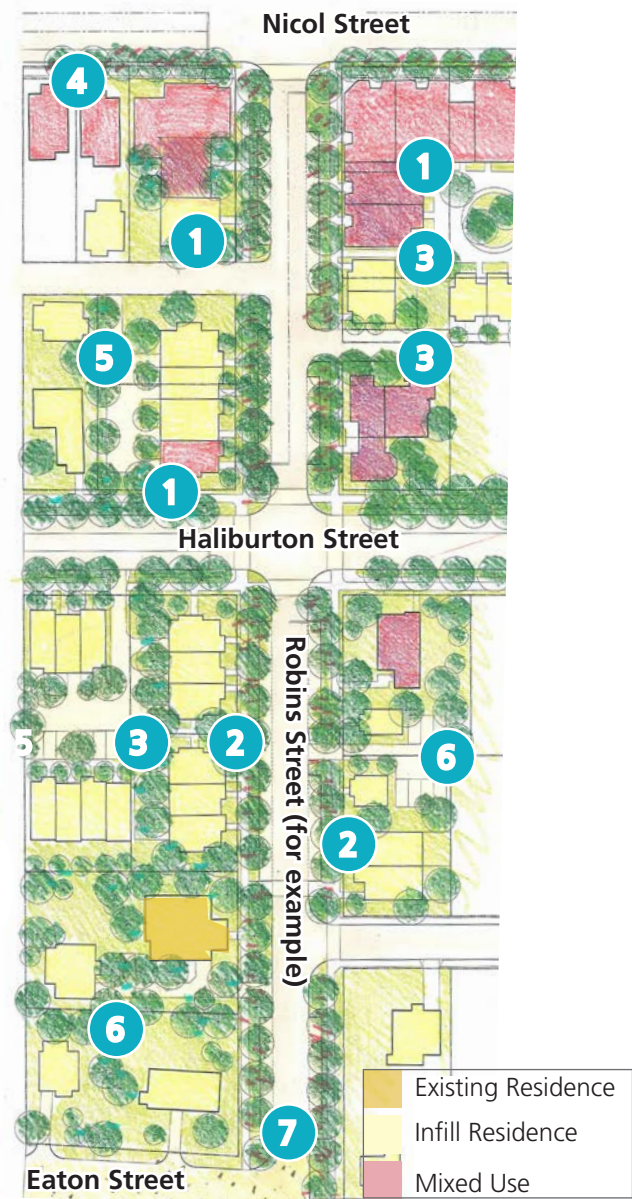 Nicol Street
4
1
1
3
5
3
1
Haliburton Street
Robins Street (for example)
5
3
2
6
2
6
7
Existing Residence
Infill Residence
Mixed Use
Eaton Street